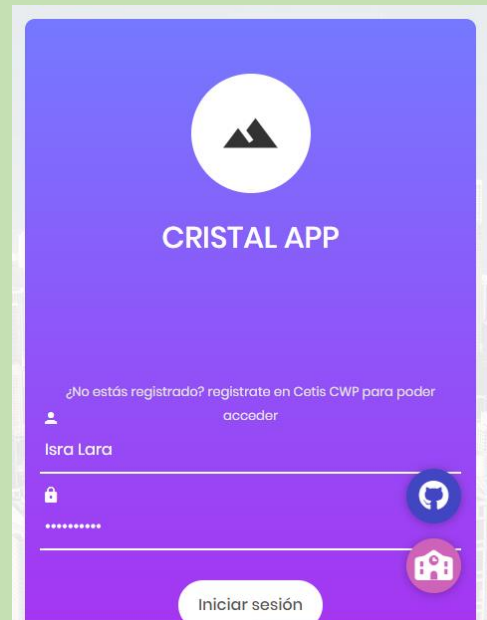 CRISTAL APP
¿No estás registrado? registrate en Cetis CWP para poder
acceder
Isra Lara
••••••••••
Iniciar sesión